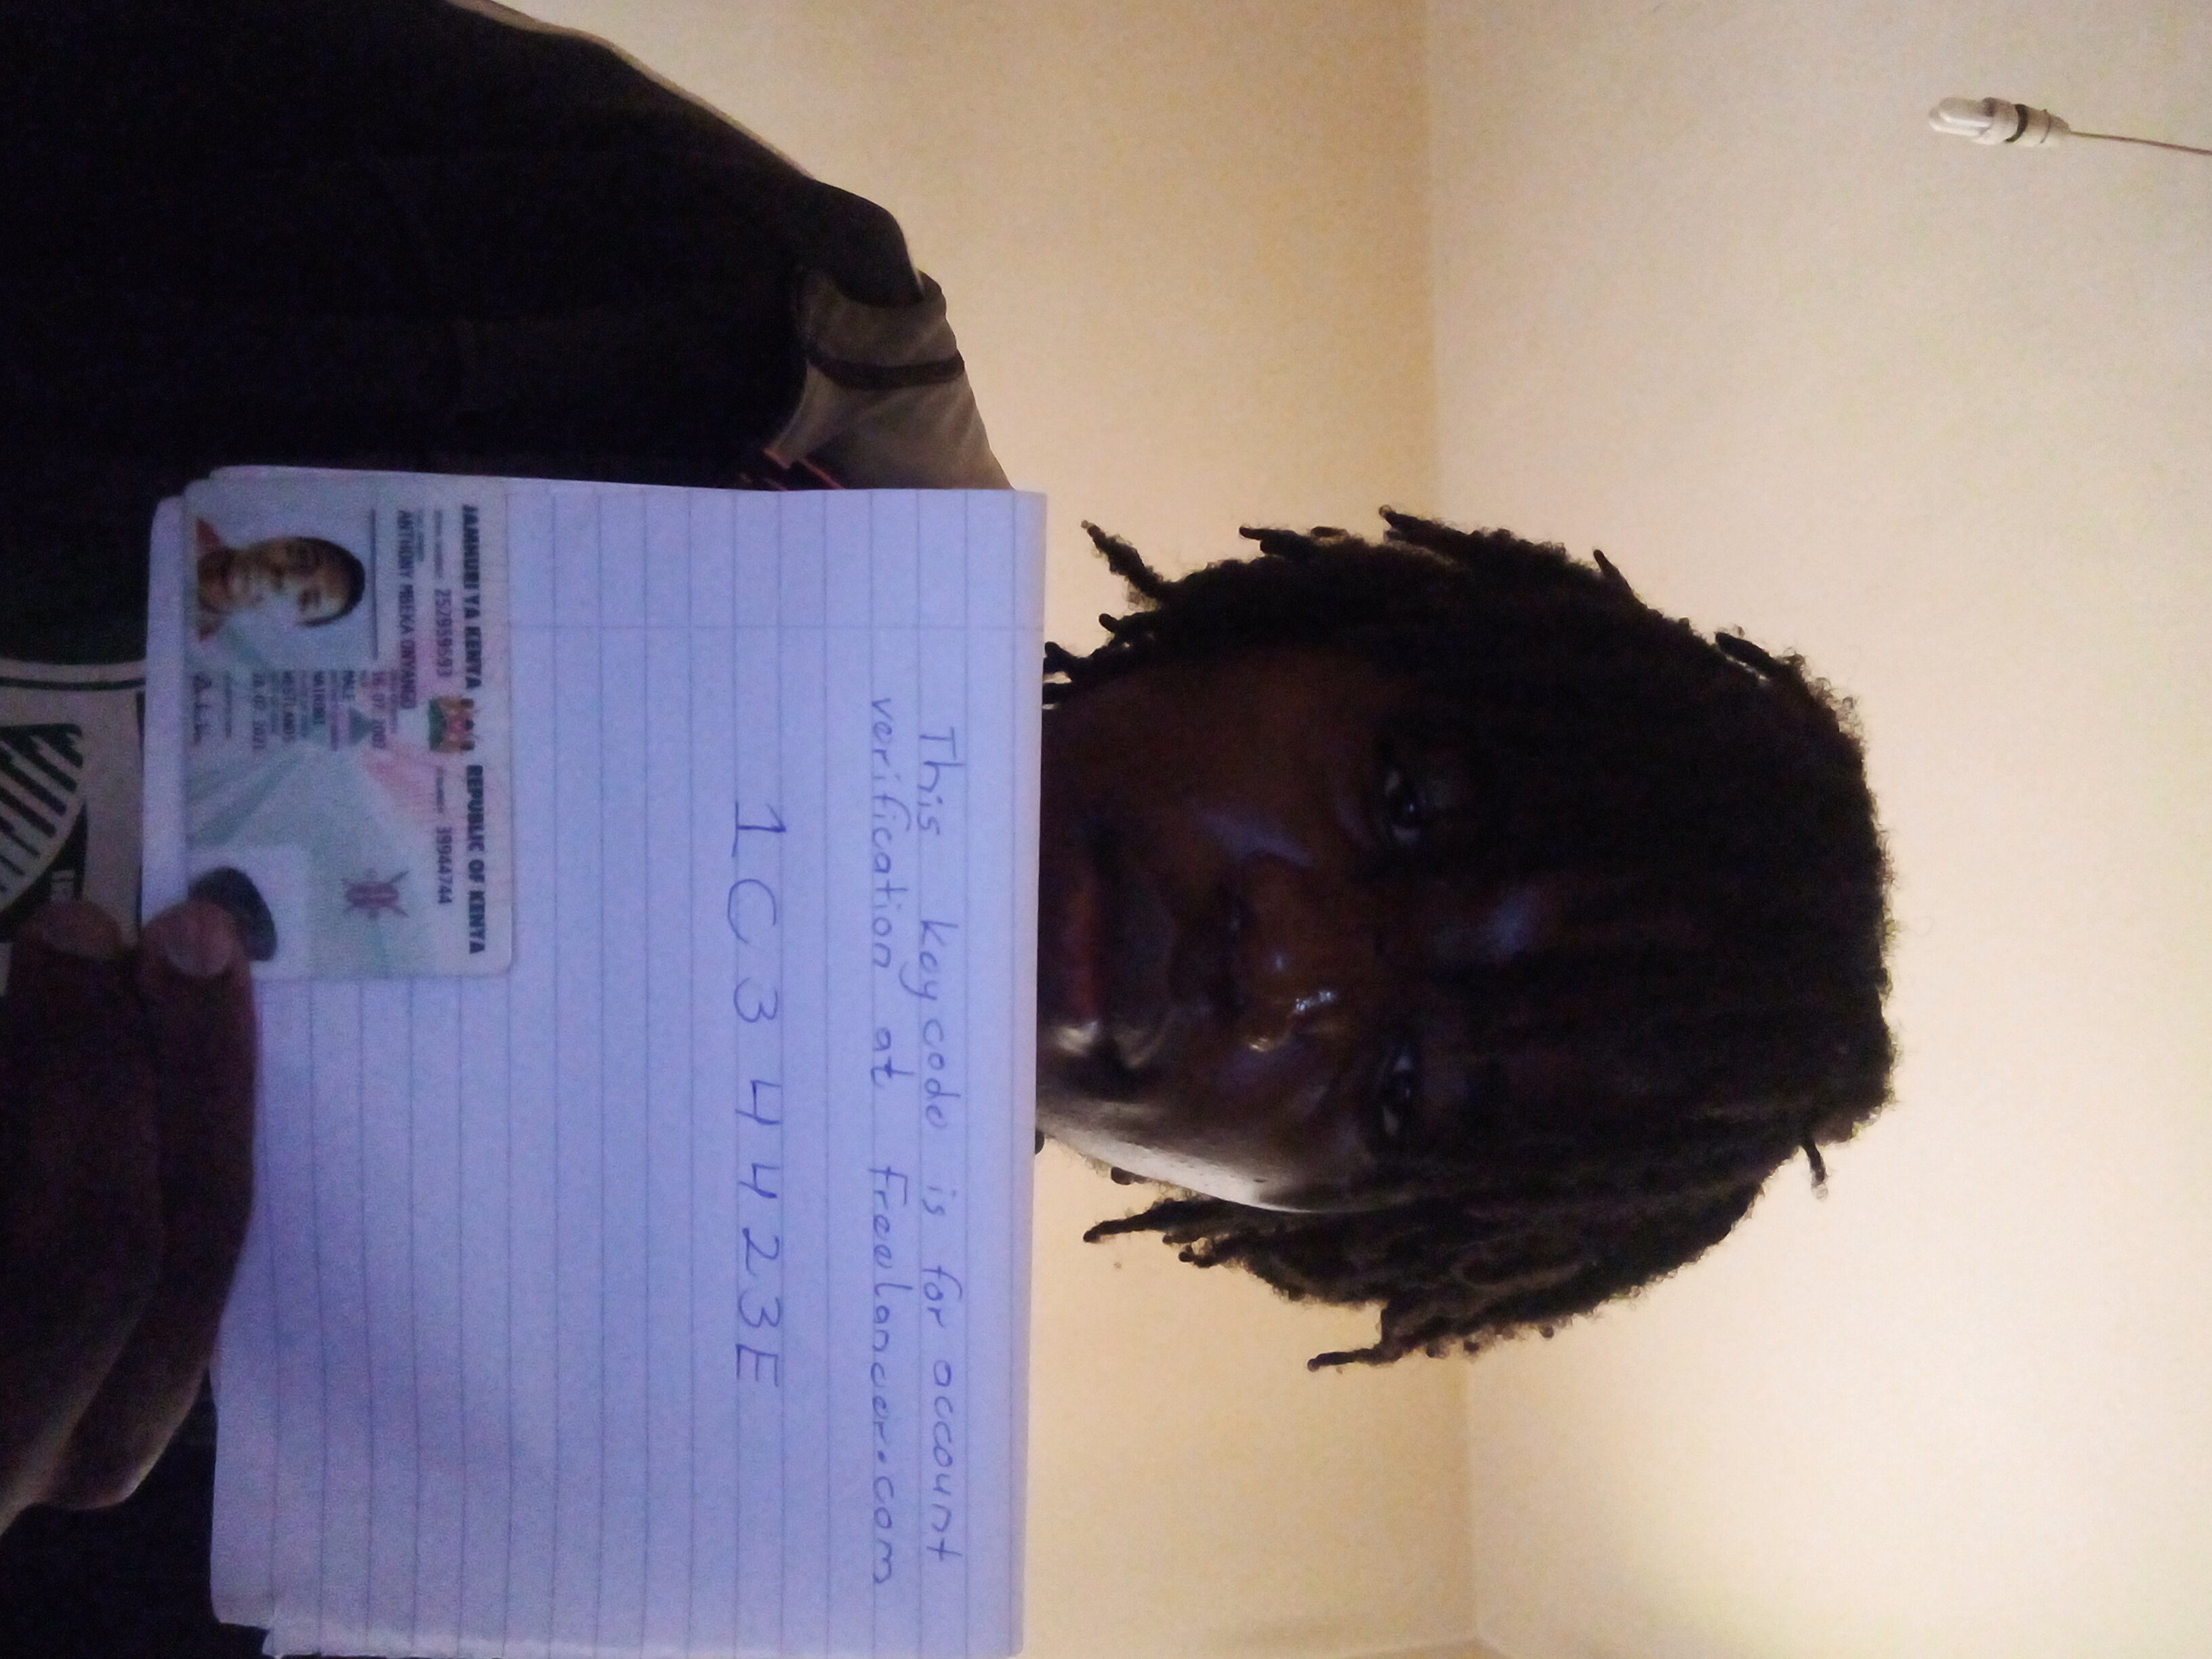 This keycode is for account
verification at Freelancer.com
1C34423E
JAMHURI YA KENYA REPUBLIC OF KENYA
252959593 39944744
ANTHONY MBEKA ONYANGO
MALE
NAIROBI
WESTLANDS
28.07.2021